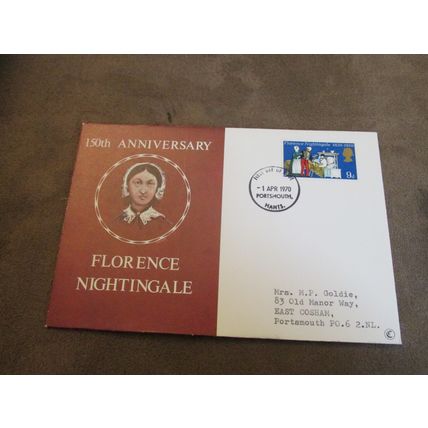 150th ANNIVERSARY
FLORENCE
NIGHTINGALE
Florence Nightingale 1820-1910
9d
- 1 APR 1970
PORTSMOUTH,
HANTS.
Mrs. M.P. Goldie,
83 Old Manor Way,
EAST COSHAM,
Portsmouth PO.6 2.NL.
©